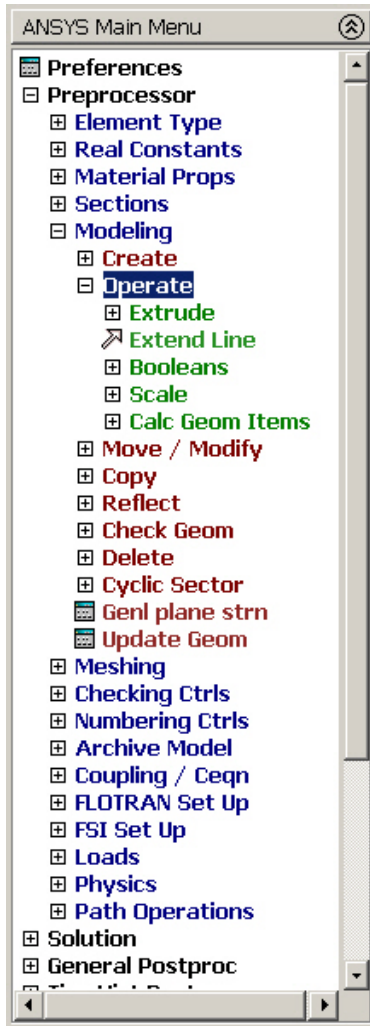 ANSYS Main Menu
Preferences
Preprocessor
Element Type
Real Constants
Material Props
Sections
Modeling
Create
Operate
Extrude
Extend Line
Booleans
Scale
Calc Geom Items
Move / Modify
Copy
Reflect
Check Geom
Delete
Cyclic Sector
Genl plane strn
Update Geom
Meshing
Checking Ctrls
Numbering Ctrls
Archive Model
Coupling / Ceqn
FLOTRAN Set Up
FSI Set Up
Loads
Physics
Path Operations
Solution
General Postproc